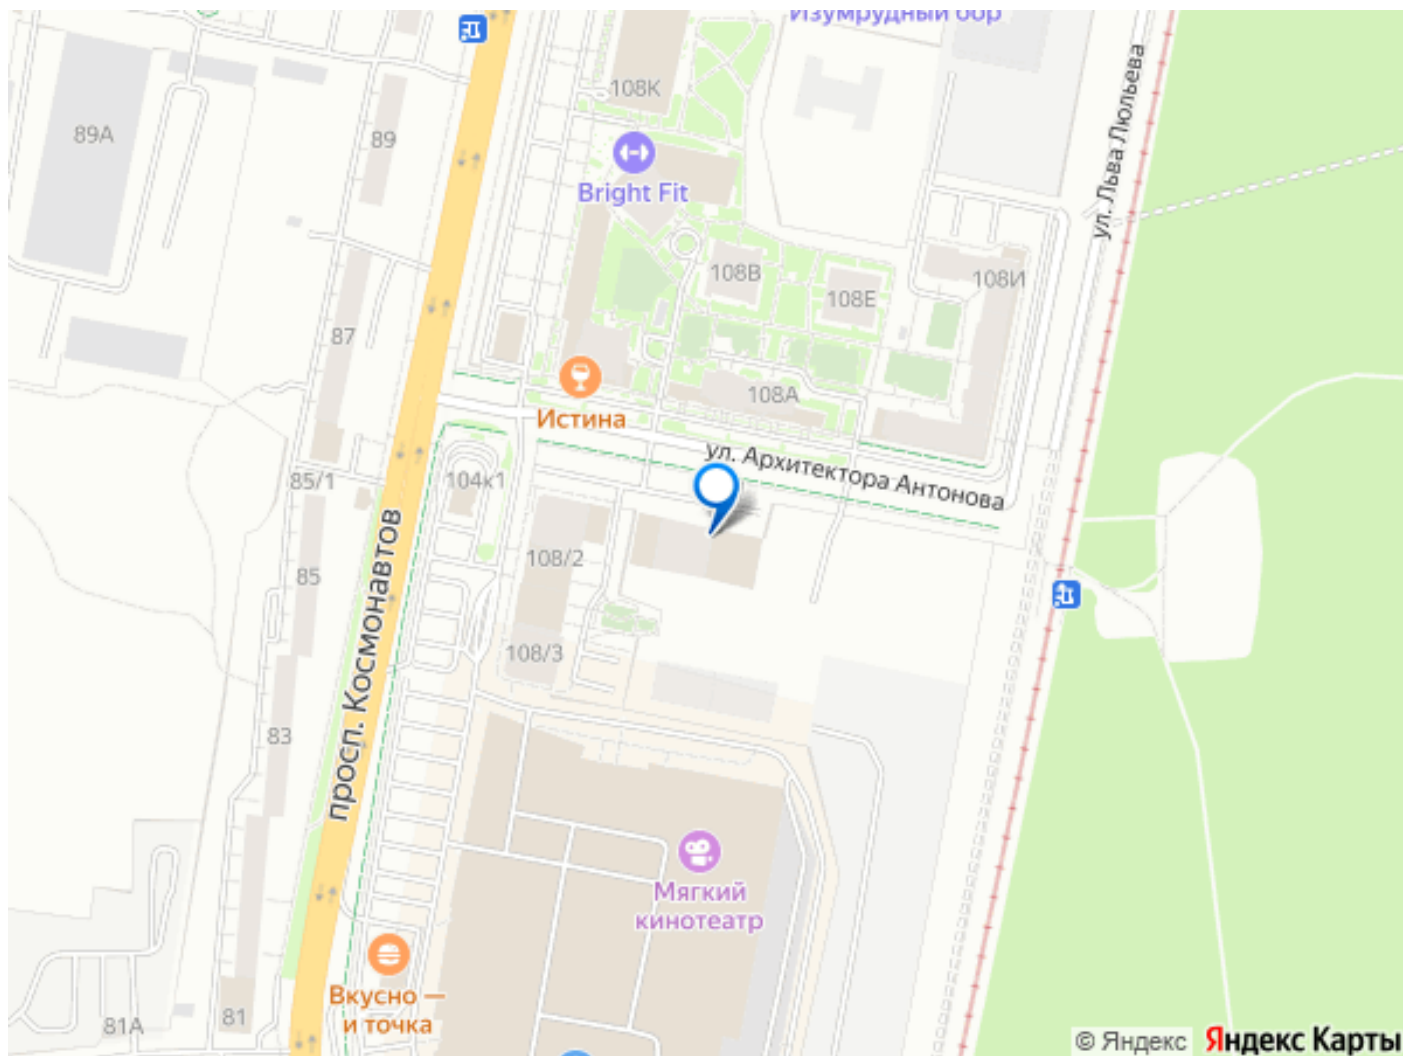 Изумрудный бор
108К
89А
89
ул. Льва Люльева
Bright Fit
108В
108Е
108И
87
108А
Истина
ул. Архитектора Антонова
85/1
104к1
108/2
85
просп. Космонавтов
108/3
83
Мягкий
кинотеатр
Вкусно —
и точка
81А
81
© Яндекс
Яндекс Карты